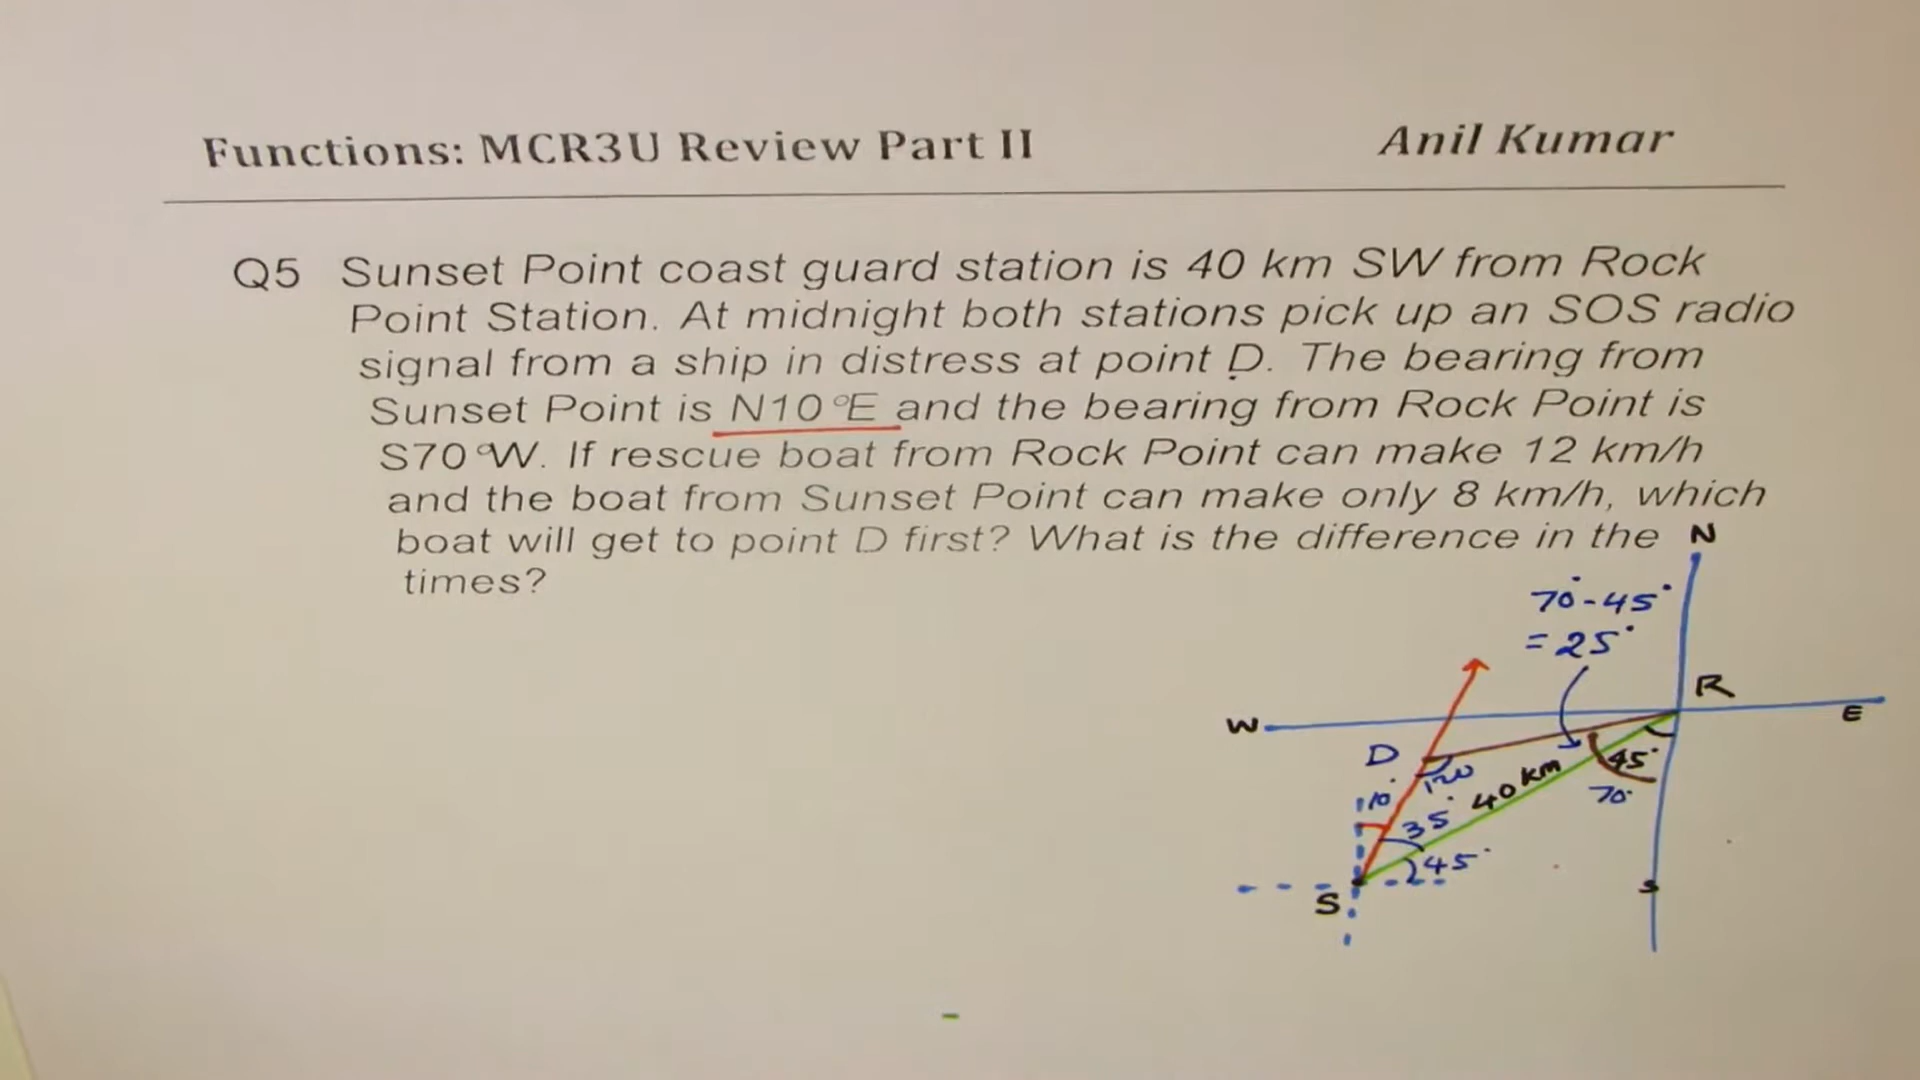 Functions: MCR3U Review Part II
Anil Kumar
Q5 Sunset Point coast guard station is 40 km SW from Rock
Point Station. At midnight both stations pick up an SOS radio
signal from a ship in distress at point D. The bearing from
Sunset Point is N10°E and the bearing from Rock Point is
S70°W. If rescue boat from Rock Point can make 12 km/h
and the boat from Sunset Point can make only 8 km/h, which
boat will get to point D first? What is the difference in the
times?
N
70°-45°
= 25°
R
W
E
D
120
45°
40 km
70°
10°
35°
45°
S
S